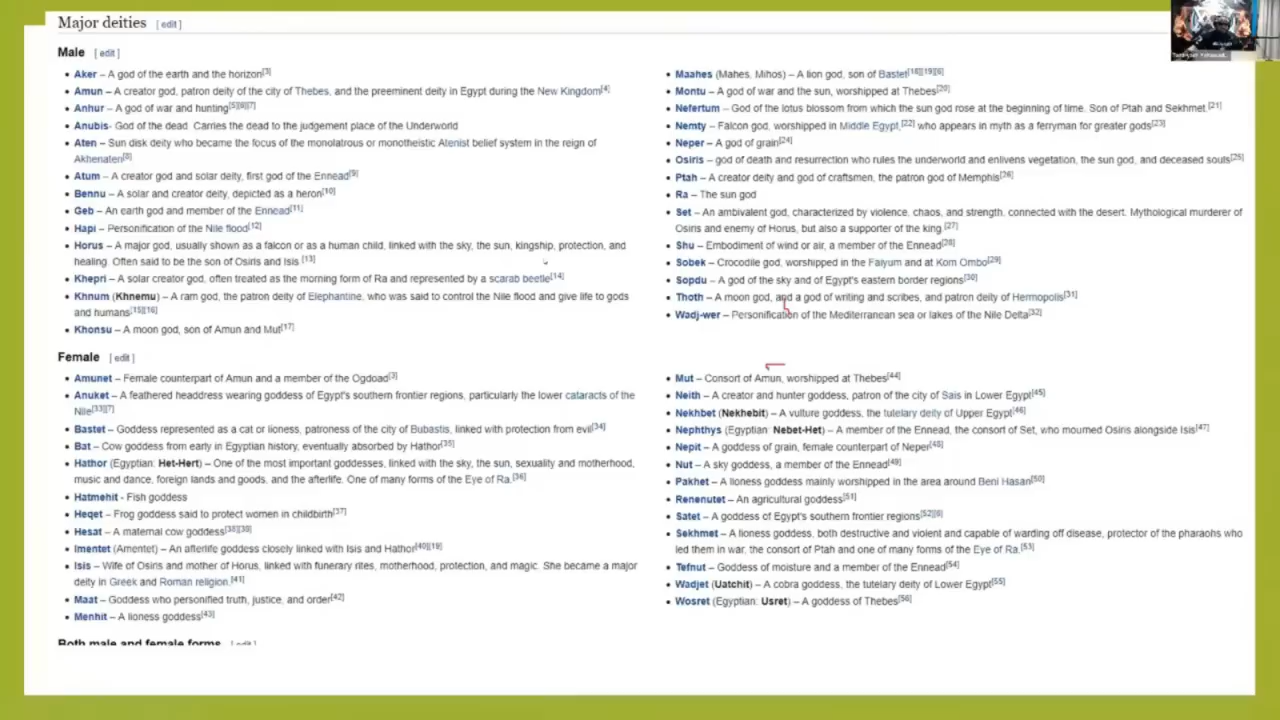 Major deities [ edit ]
Male [ edit ]
• Aker – A god of the earth and the horizon[3]
• Amun – A creator god, patron deity of the city of Thebes, and the preeminent deity in Egypt during the New Kingdom[4]
• Anhur – A god of war and hunting[5][6][7]
• Anubis- God of the dead. Carries the dead to the judgement place of the Underworld
• Aten – Sun disk deity who became the focus of the monolatrous or monotheistic Atenist belief system in the reign of
Akhenaten[8]
• Atum – A creator god and solar deity, first god of the Ennead[9]
• Bennu – A solar and creator deity, depicted as a heron[10]
• Geb – An earth god and member of the Ennead[11]
• Hapi – Personification of the Nile flood[12]
• Horus – A major god, usually shown as a falcon or as a human child, linked with the sky, the sun, kingship, protection, and
healing. Often said to be the son of Osiris and Isis [13]
• Khepri – A solar creator god, often treated as the morning form of Ra and represented by a scarab beetle[14]
• Khnum (Khnemu) – A ram god, the patron deity of Elephantine, who was said to control the Nile flood and give life to gods
and humans[15][16]
• Khonsu – A moon god, son of Amun and Mut[17]
• Maahes (Mahes, Mihos) – A lion god, son of Bastet[18][19][6]
• Montu – A god of war and the sun, worshipped at Thebes[20]
• Nefertum – God of the lotus blossom from which the sun god rose at the beginning of time. Son of Ptah and Sekhmet.[21]
• Nemty – Falcon god, worshipped in Middle Egypt,[22] who appears in myth as a ferryman for greater gods[23]
• Neper – A god of grain[24]
• Osiris – god of death and resurrection who rules the underworld and enlivens vegetation, the sun god, and deceased souls[25]
• Ptah – A creator deity and god of craftsmen, the patron god of Memphis[26]
• Ra – The sun god
• Set – An ambivalent god, characterized by violence, chaos, and strength, connected with the desert. Mythological murderer of
Osiris and enemy of Horus, but also a supporter of the king [27]
• Shu – Embodiment of wind or air, a member of the Ennead[28]
• Sobek – Crocodile god, worshipped in the Faiyum and at Kom Ombo[29]
• Sopdu – A god of the sky and of Egypt's eastern border regions[30]
• Thoth – A moon god, and a god of writing and scribes, and patron deity of Hermopolis[31]
• Wadj-wer – Personification of the Mediterranean sea or lakes of the Nile Delta[32]
Female [ edit ]
• Amunet – Female counterpart of Amun and a member of the Ogdoad[3]
• Anuket – A feathered headdress wearing goddess of Egypt's southern frontier regions, particularly the lower cataracts of the
Nile[33][7]
• Bastet – Goddess represented as a cat or lioness, patroness of the city of Bubastis, linked with protection from evil[34]
• Bat – Cow goddess from early in Egyptian history, eventually absorbed by Hathor[35]
• Hathor (Egyptian: Het-Hert) – One of the most important goddesses, linked with the sky, the sun, sexuality and motherhood,
music and dance, foreign lands and goods, and the afterlife. One of many forms of the Eye of Ra.[36]
• Hatmehit - Fish goddess
• Heqet – Frog goddess said to protect women in childbirth[37]
• Hesat – A maternal cow goddess[38][39]
• Imentet (Amentet) – An afterlife goddess closely linked with Isis and Hathor[40][19]
• Isis – Wife of Osiris and mother of Horus, linked with funerary rites, motherhood, protection, and magic. She became a major
deity in Greek and Roman religion.[41]
• Maat – Goddess who personified truth, justice, and order[42]
• Menhit – A lioness goddess[43]
• Mut – Consort of Amun, worshipped at Thebes[44]
• Neith – A creator and hunter goddess, patron of the city of Sais in Lower Egypt[45]
• Nekhbet (Nekhebit) – A vulture goddess, the tutelary deity of Upper Egypt[46]
• Nephthys (Egyptian: Nebet-Het) – A member of the Ennead, the consort of Set, who mourned Osiris alongside Isis[47]
• Nepit – A goddess of grain, female counterpart of Neper[48]
• Nut – A sky goddess, a member of the Ennead[49]
• Pakhet – A lioness goddess mainly worshipped in the area around Beni Hasan[50]
• Renenutet – An agricultural goddess[51]
• Satet – A goddess of Egypt's southern frontier regions[52][6]
• Sekhmet – A lioness goddess, both destructive and violent and capable of warding off disease, protector of the pharaohs who
led them in war, the consort of Ptah and one of many forms of the Eye of Ra.[53]
• Tefnut – Goddess of moisture and a member of the Ennead[54]
• Wadjet (Uatchit) – A cobra goddess, the tutelary deity of Lower Egypt[55]
• Wosret (Egyptian: Usret) – A goddess of Thebes[56]
Both male and female forms [ edit ]